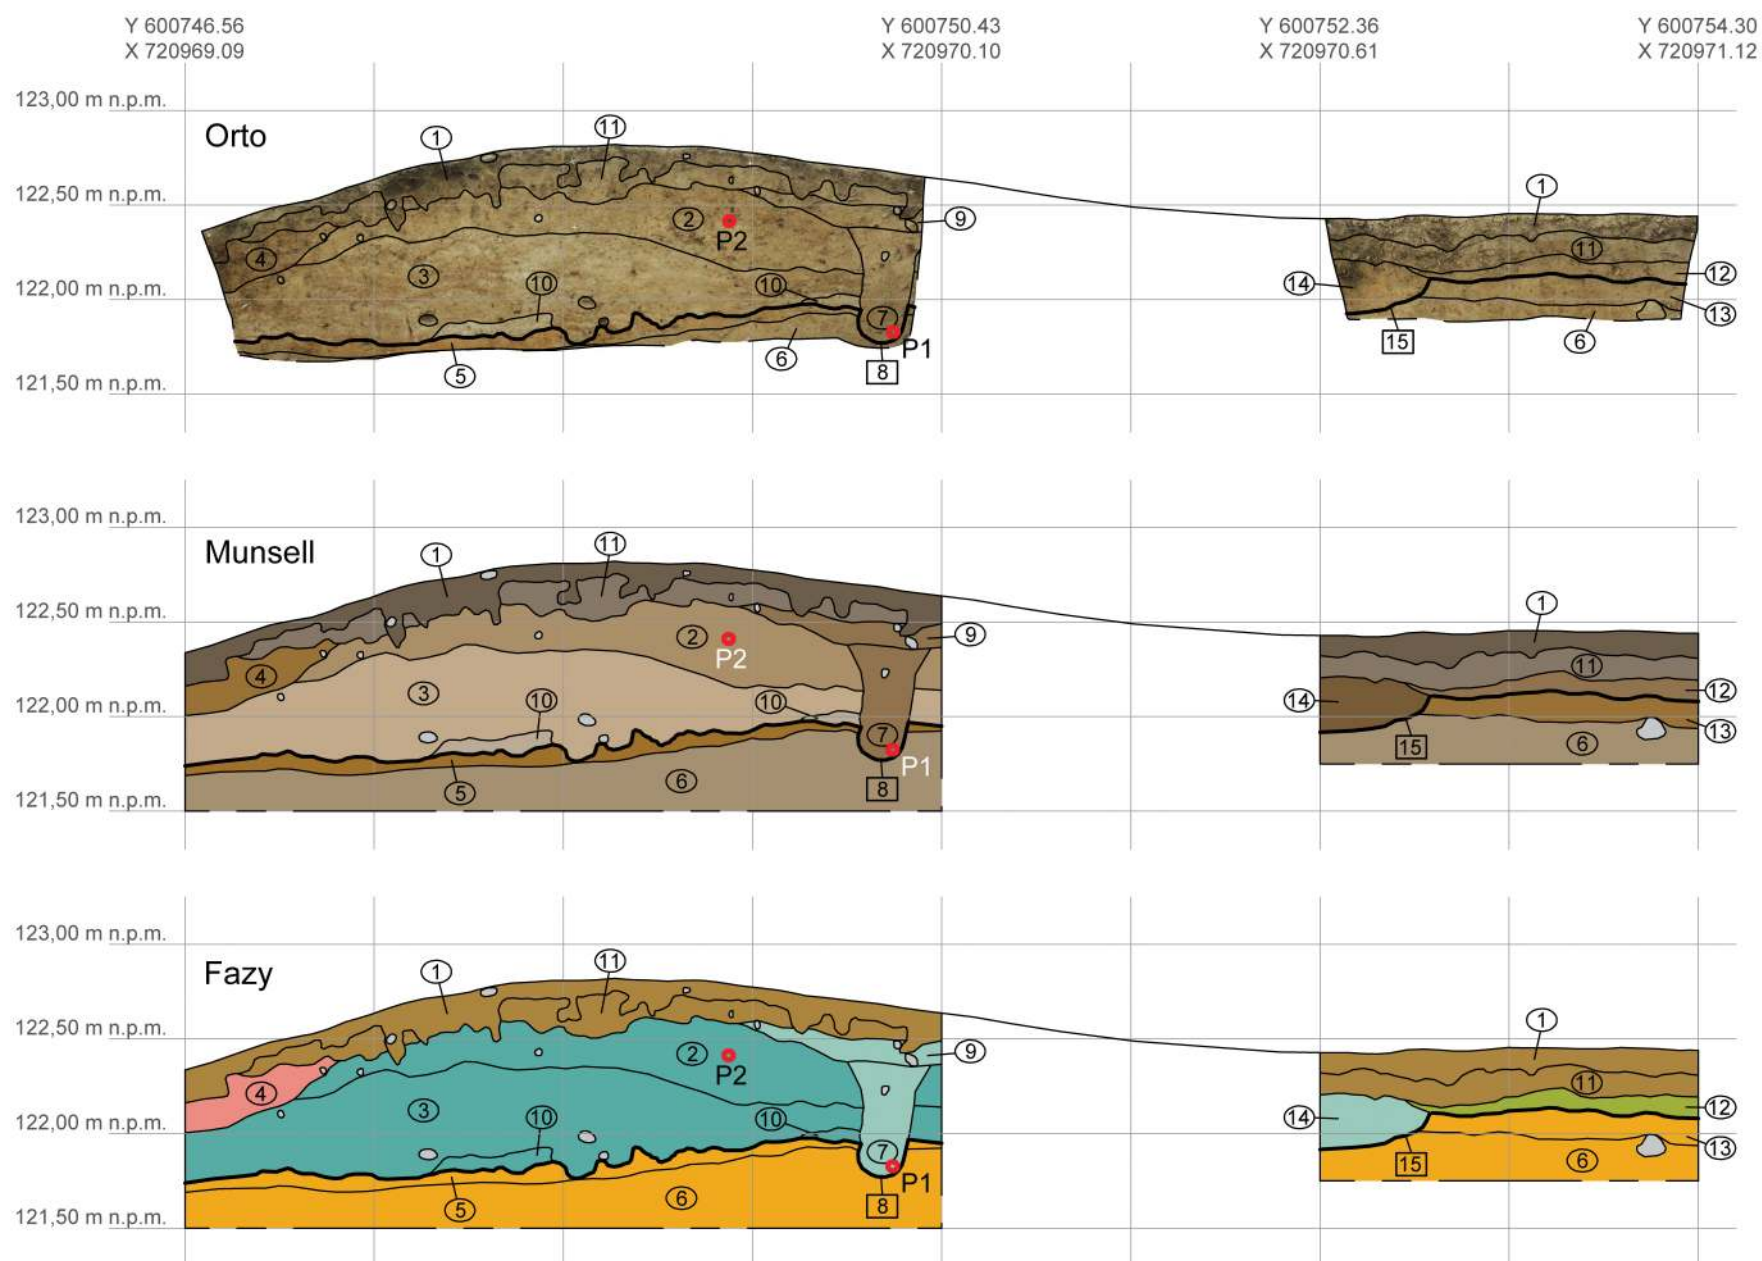 Y 600746.56 Y 600750.43 Y 600752.36 Y 600754.30
X 720969.09 X 720970.10 X 720970.61 X 720971.12
123,00 m n.p.m.
Orto
1 11
122,50 m n.p.m.
1
2 P2 9
4 3 11
10 10 14 12
122,00 m n.p.m.
7 P1 13
5 6 8 15 6
121,50 m n.p.m.
123,00 m n.p.m.
Munsell
1 11
122,50 m n.p.m.
1
2 P2 9
4 3 11
10 10 14 12
122,00 m n.p.m.
7 P1 13
5 6 8 15 6
121,50 m n.p.m.
123,00 m n.p.m.
Fazy
1 11
122,50 m n.p.m.
1
2 P2 9
4 3 11
10 10 14 12
122,00 m n.p.m.
7 P1 13
5 6 8 15 6
121,50 m n.p.m.